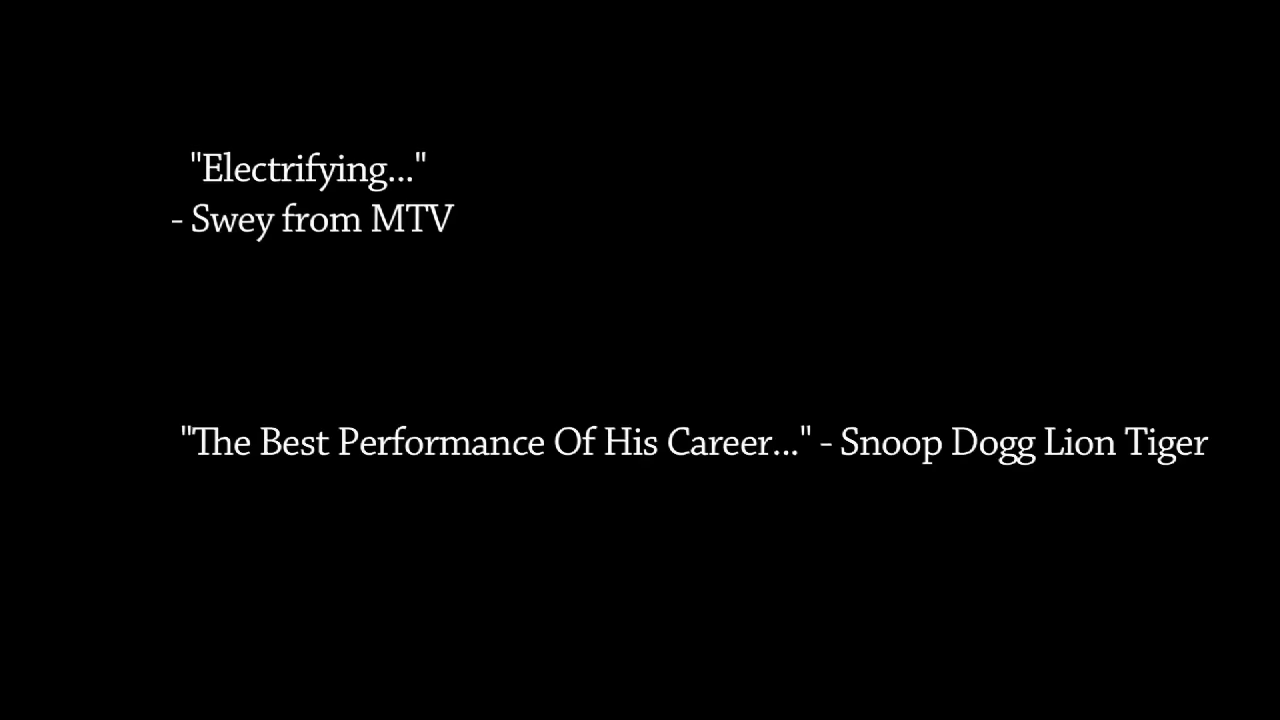 "Electrifying..."
- Swey from MTV
"The Best Performance Of His Career..." - Snoop Dogg Lion Tiger